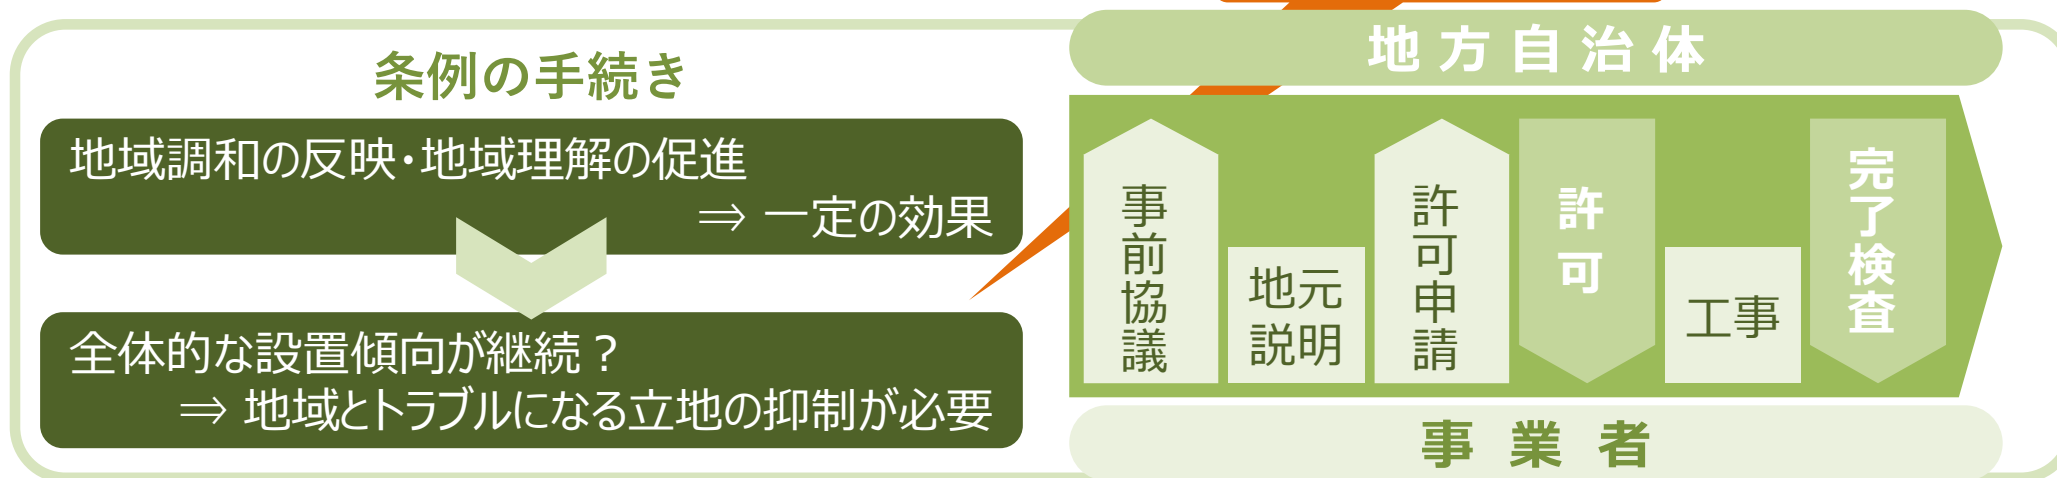 条例の手続き
地域調和の反映・地域理解の促進
⇒ 一定の効果
全体的な設置傾向が継続？
⇒ 地域とトラブルになる立地の抑制が必要
地方自治体
事前協議
地元
説明
許可申請
許可
工事
完了検査
事業者